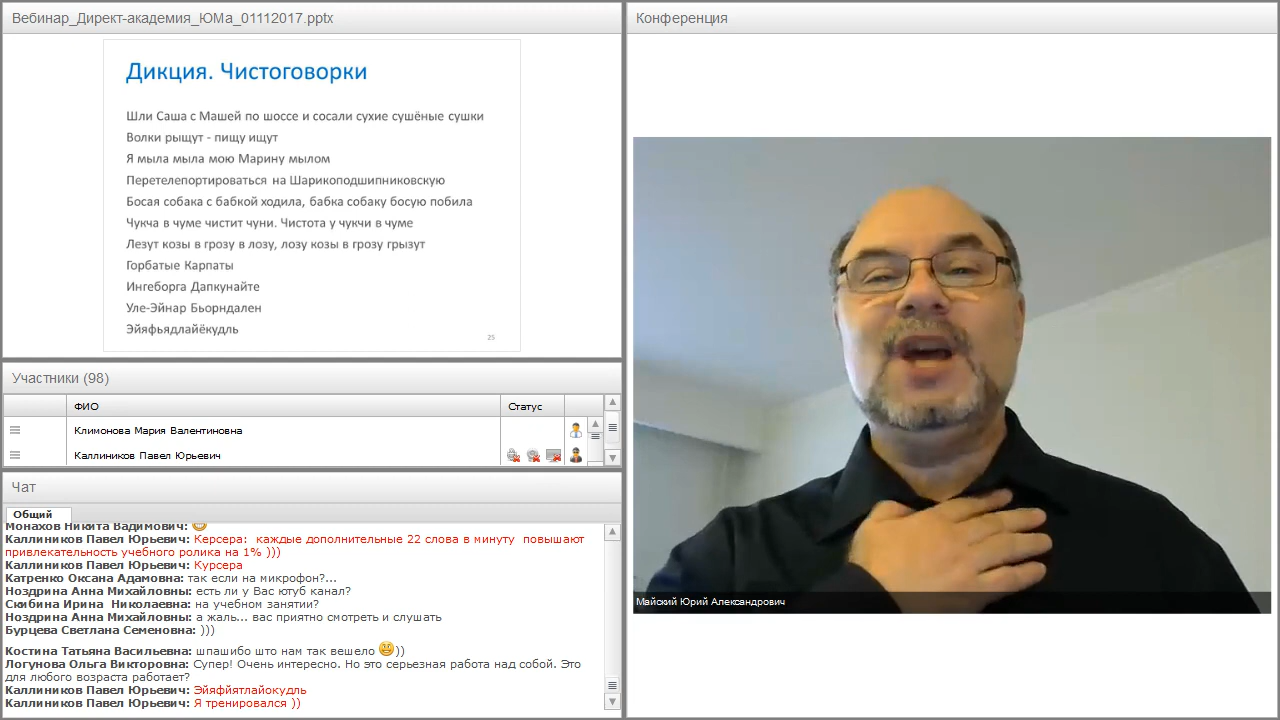 Вебинар_Директ-академия_ЮМа_01112017.pptx
Дикция. Чистоговорки
Шли Саша с Машей по шоссе и сосали сухие сушёные сушки
Волки рыщут - пищу ищут
Я мыла мыла мою Марину мылом
Перетелепортироваться на Шарикоподшипниковскую
Босая собака с бабкой ходила, бабка собаку босую побила
Чукча в чуме чистит чуни. Чистота у чукчи в чуме
Лезут козы в грозу в лозу, лозу козы в грозу грызут
Горбатые Карпаты
Ингеборга Дапкунайте
Уле-Эйнар Бьорндален
Эйяфьядлайёкудль
25
Участники (98)
ФИО Статус
Климонова Мария Валентиновна
Каллиников Павел Юрьевич
Чат
Общий
Монахов Никита Вадимович:
Каллиников Павел Юрьевич: Керсера: каждые дополнительные 22 слова в минуту повышают
привлекательность учебного ролика на 1% )))
Каллиников Павел Юрьевич: Курсера
Катренко Оксана Адамовна: так если на микрофон?...
Ноздрина Анна Михайловны: есть ли у Вас ютуб канал?
Скибина Ирина Николаевна: на учебном занятии?
Ноздрина Анна Михайловны: а жаль... вас приятно смотреть и слушать
Бурцева Светлана Семеновна: )))
Костина Татьяна Васильевна: шпашибо што нам так вешело ))
Логунова Ольга Викторовна: Супер! Очень интересно. Но это серьезная работа над собой. Это
для любого возраста работает?
Каллиников Павел Юрьевич: Эйяфйятлайокудль
Каллиников Павел Юрьевич: Я тренировался ))
Конференция
Майский Юрий Александрович